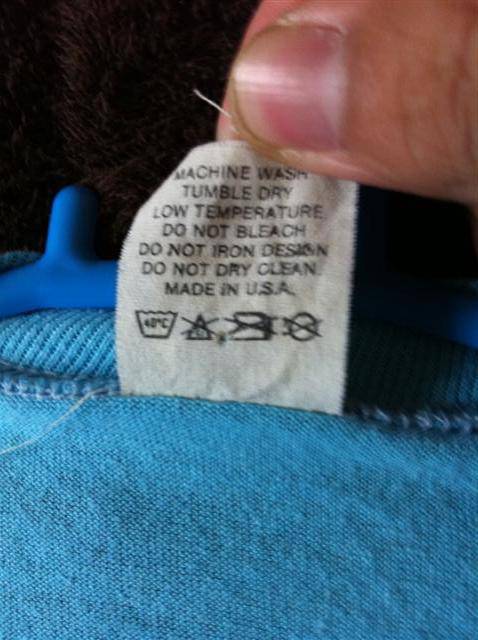 MACHINE WASH
TUMBLE DRY
LOW TEMPERATURE
DO NOT BLEACH
DO NOT IRON DESIGN
DO NOT DRY CLEAN
MADE IN U.S.A.
40°C